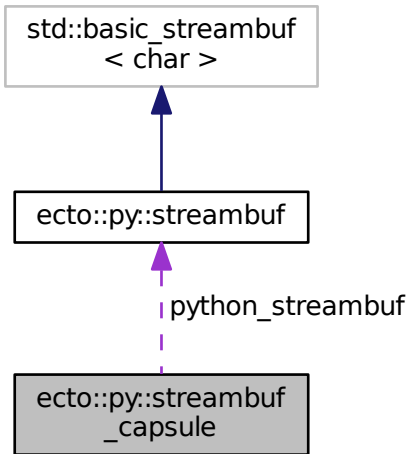 std::basic_streambuf
< char >
ecto::py::streambuf
python_streambuf
ecto::py::streambuf
_capsule